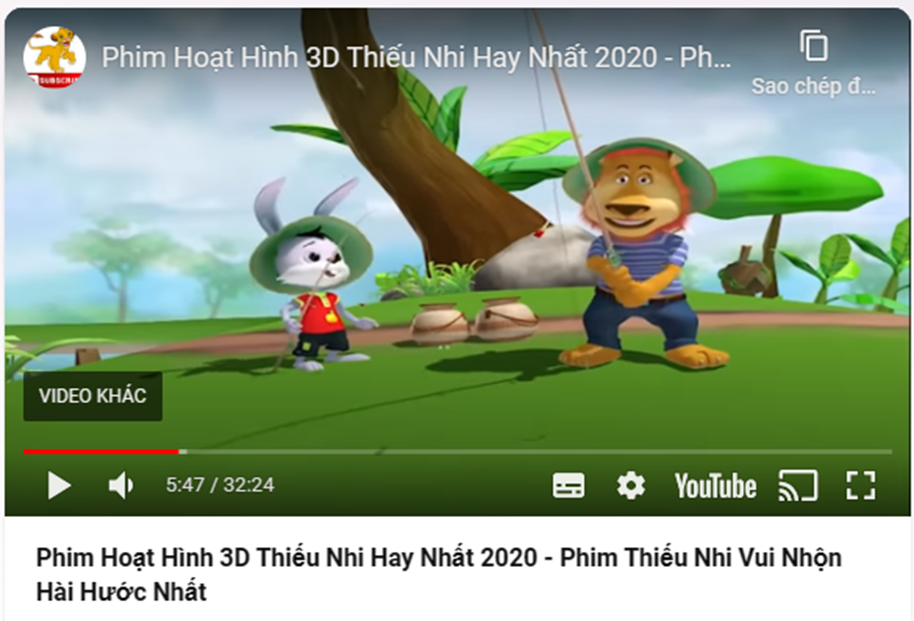 Phim Hoạt Hình 3D Thiếu Nhi Hay Nhất 2020 - Ph...
Sao chép đ...
SUBSCRIB
VIDEO KHÁC
5:47 / 32:24
YouTube
Phim Hoạt Hình 3D Thiếu Nhi Hay Nhất 2020 - Phim Thiếu Nhi Vui Nhộn
Hài Hước Nhất